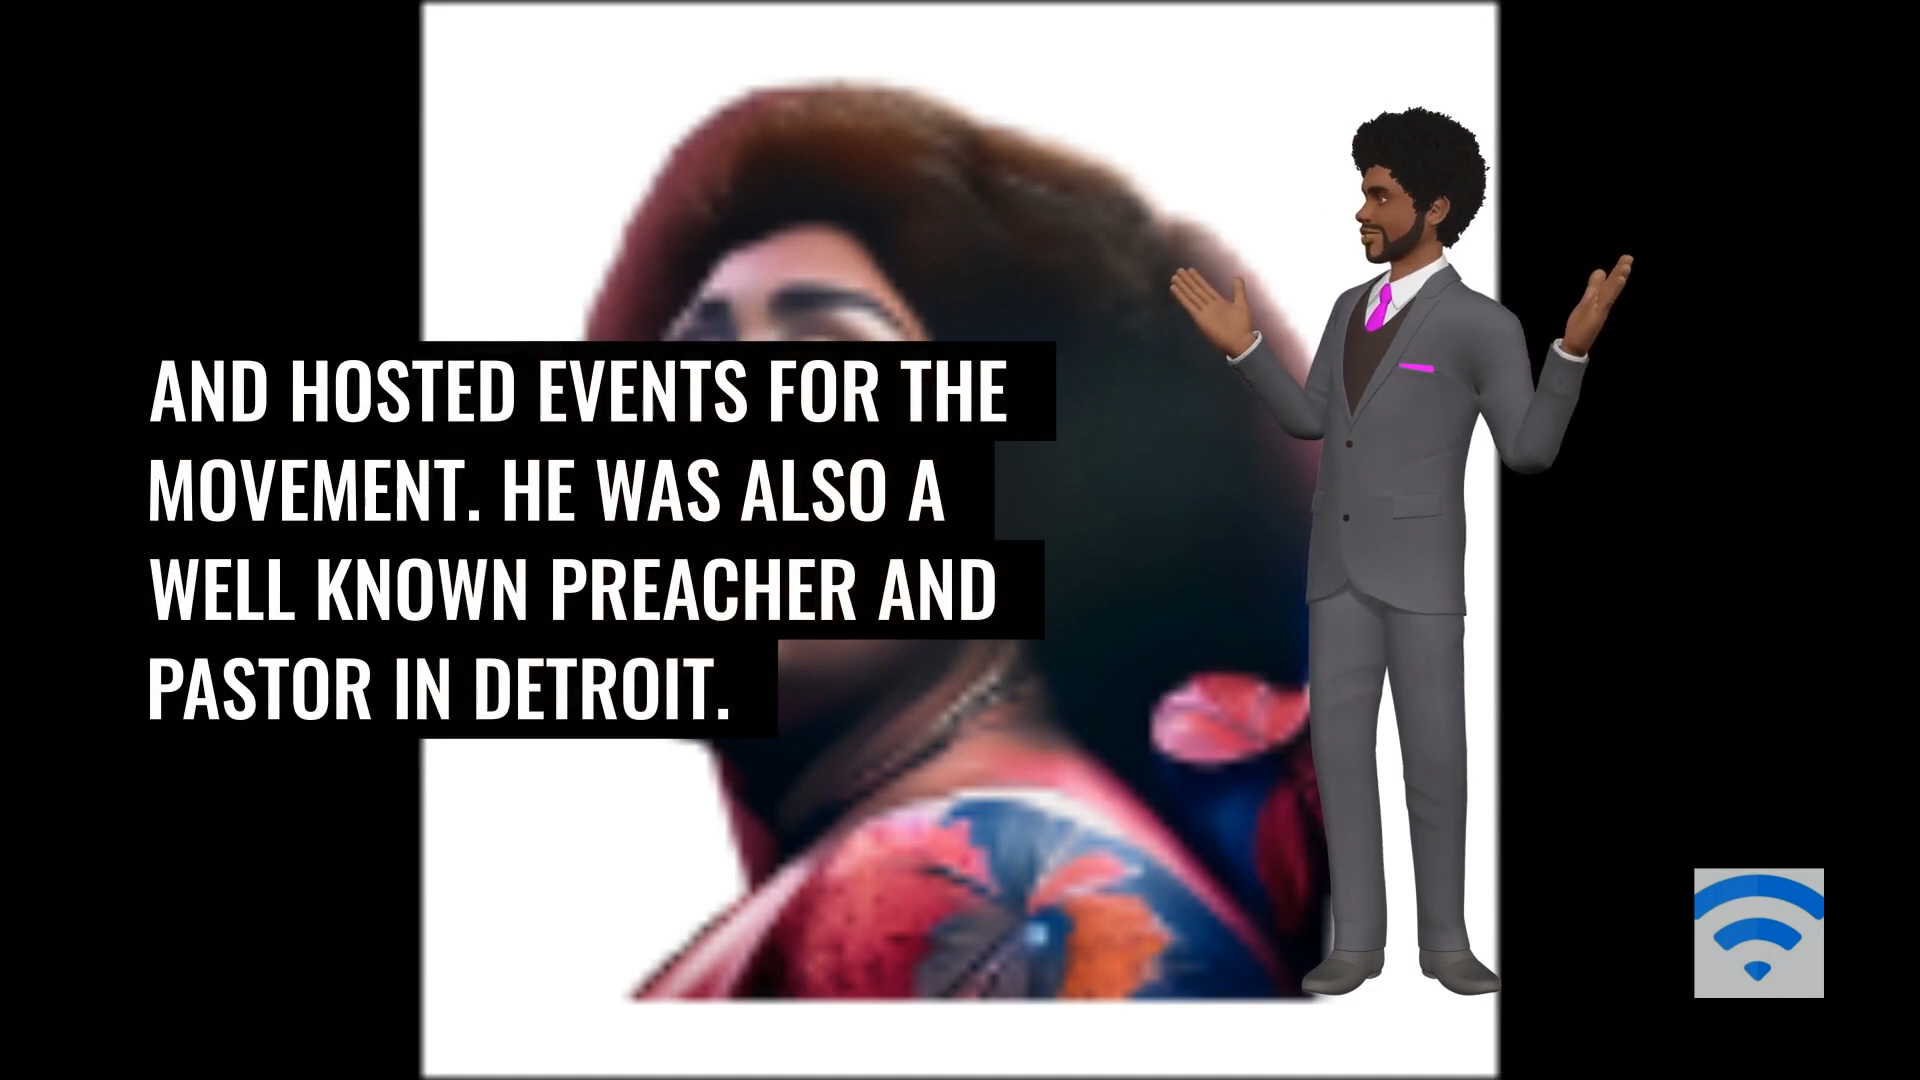 AND HOSTED EVENTS FOR THE
MOVEMENT. HE WAS ALSO A
WELL KNOWN PREACHER AND
PASTOR IN DETROIT.